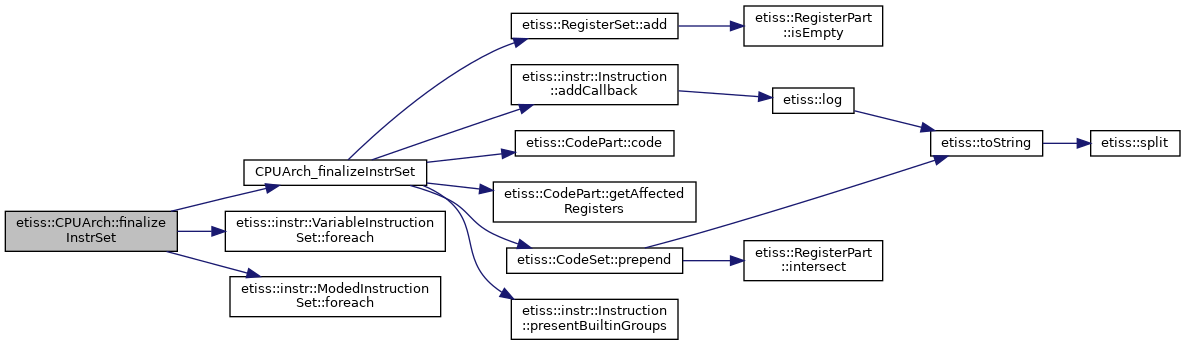 etiss::CPUArch::finalize
InstrSet
CPUArch_finalizeInstrSet
etiss::instr::VariableInstruction
Set::foreach
etiss::instr::ModedInstruction
Set::foreach
etiss::RegisterSet::add
etiss::instr::Instruction
::addCallback
etiss::CodePart::code
etiss::CodePart::getAffected
Registers
etiss::CodeSet::prepend
etiss::instr::Instruction
::presentBuiltinGroups
etiss::RegisterPart
::isEmpty
etiss::log
etiss::RegisterPart
::intersect
etiss::toString
etiss::split